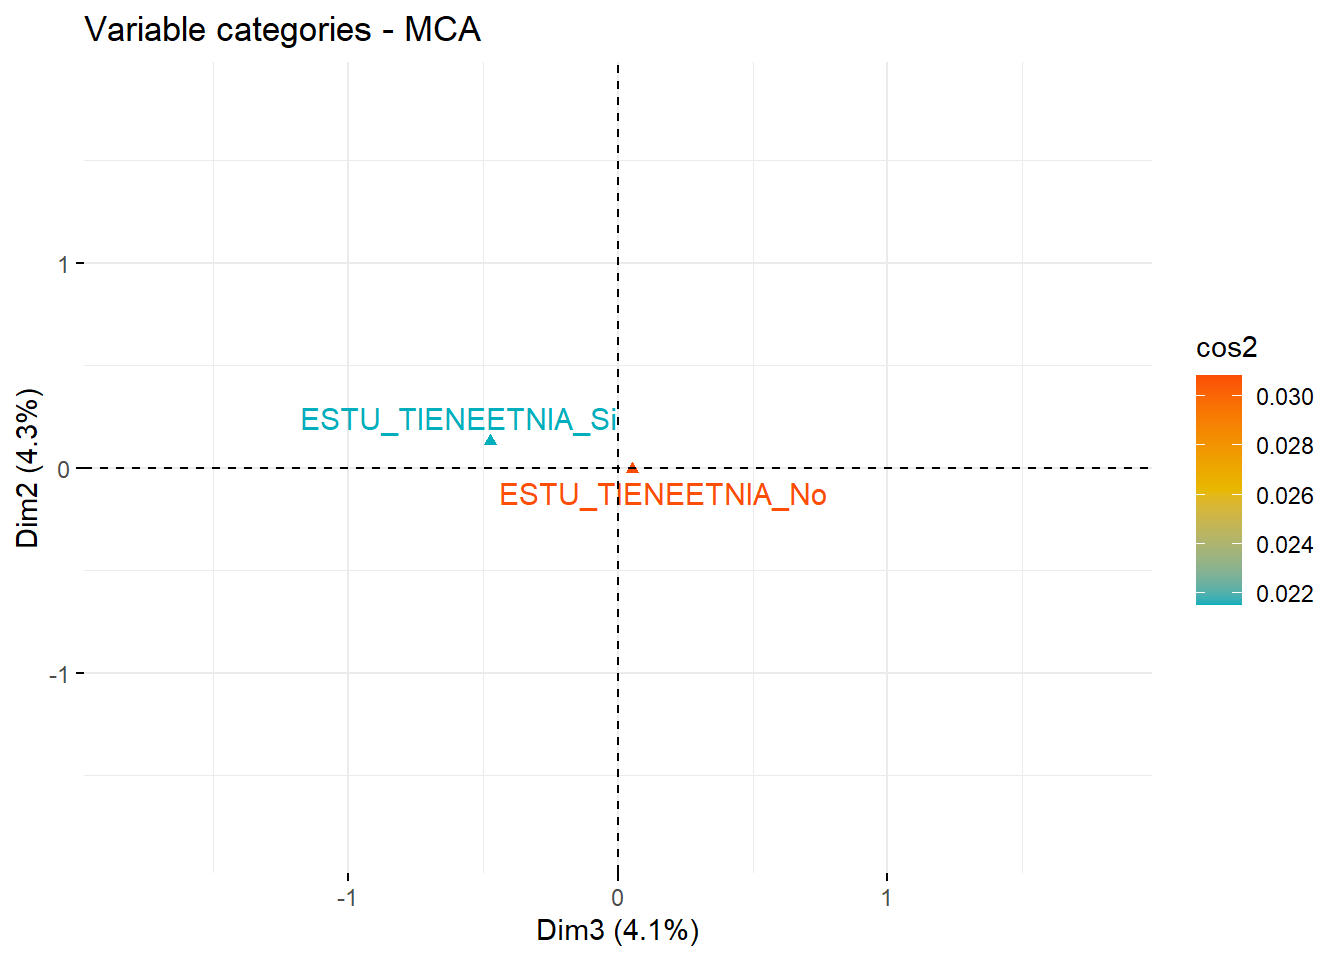 Variable categories - MCA
Dim2 (4.3%)
1
0
-1
ESTU_TIENEETNIA_Si
ESTU_TIENEETNIA_No
-1
0
1
Dim3 (4.1%)
cos2
0.030
0.028
0.026
0.024
0.022